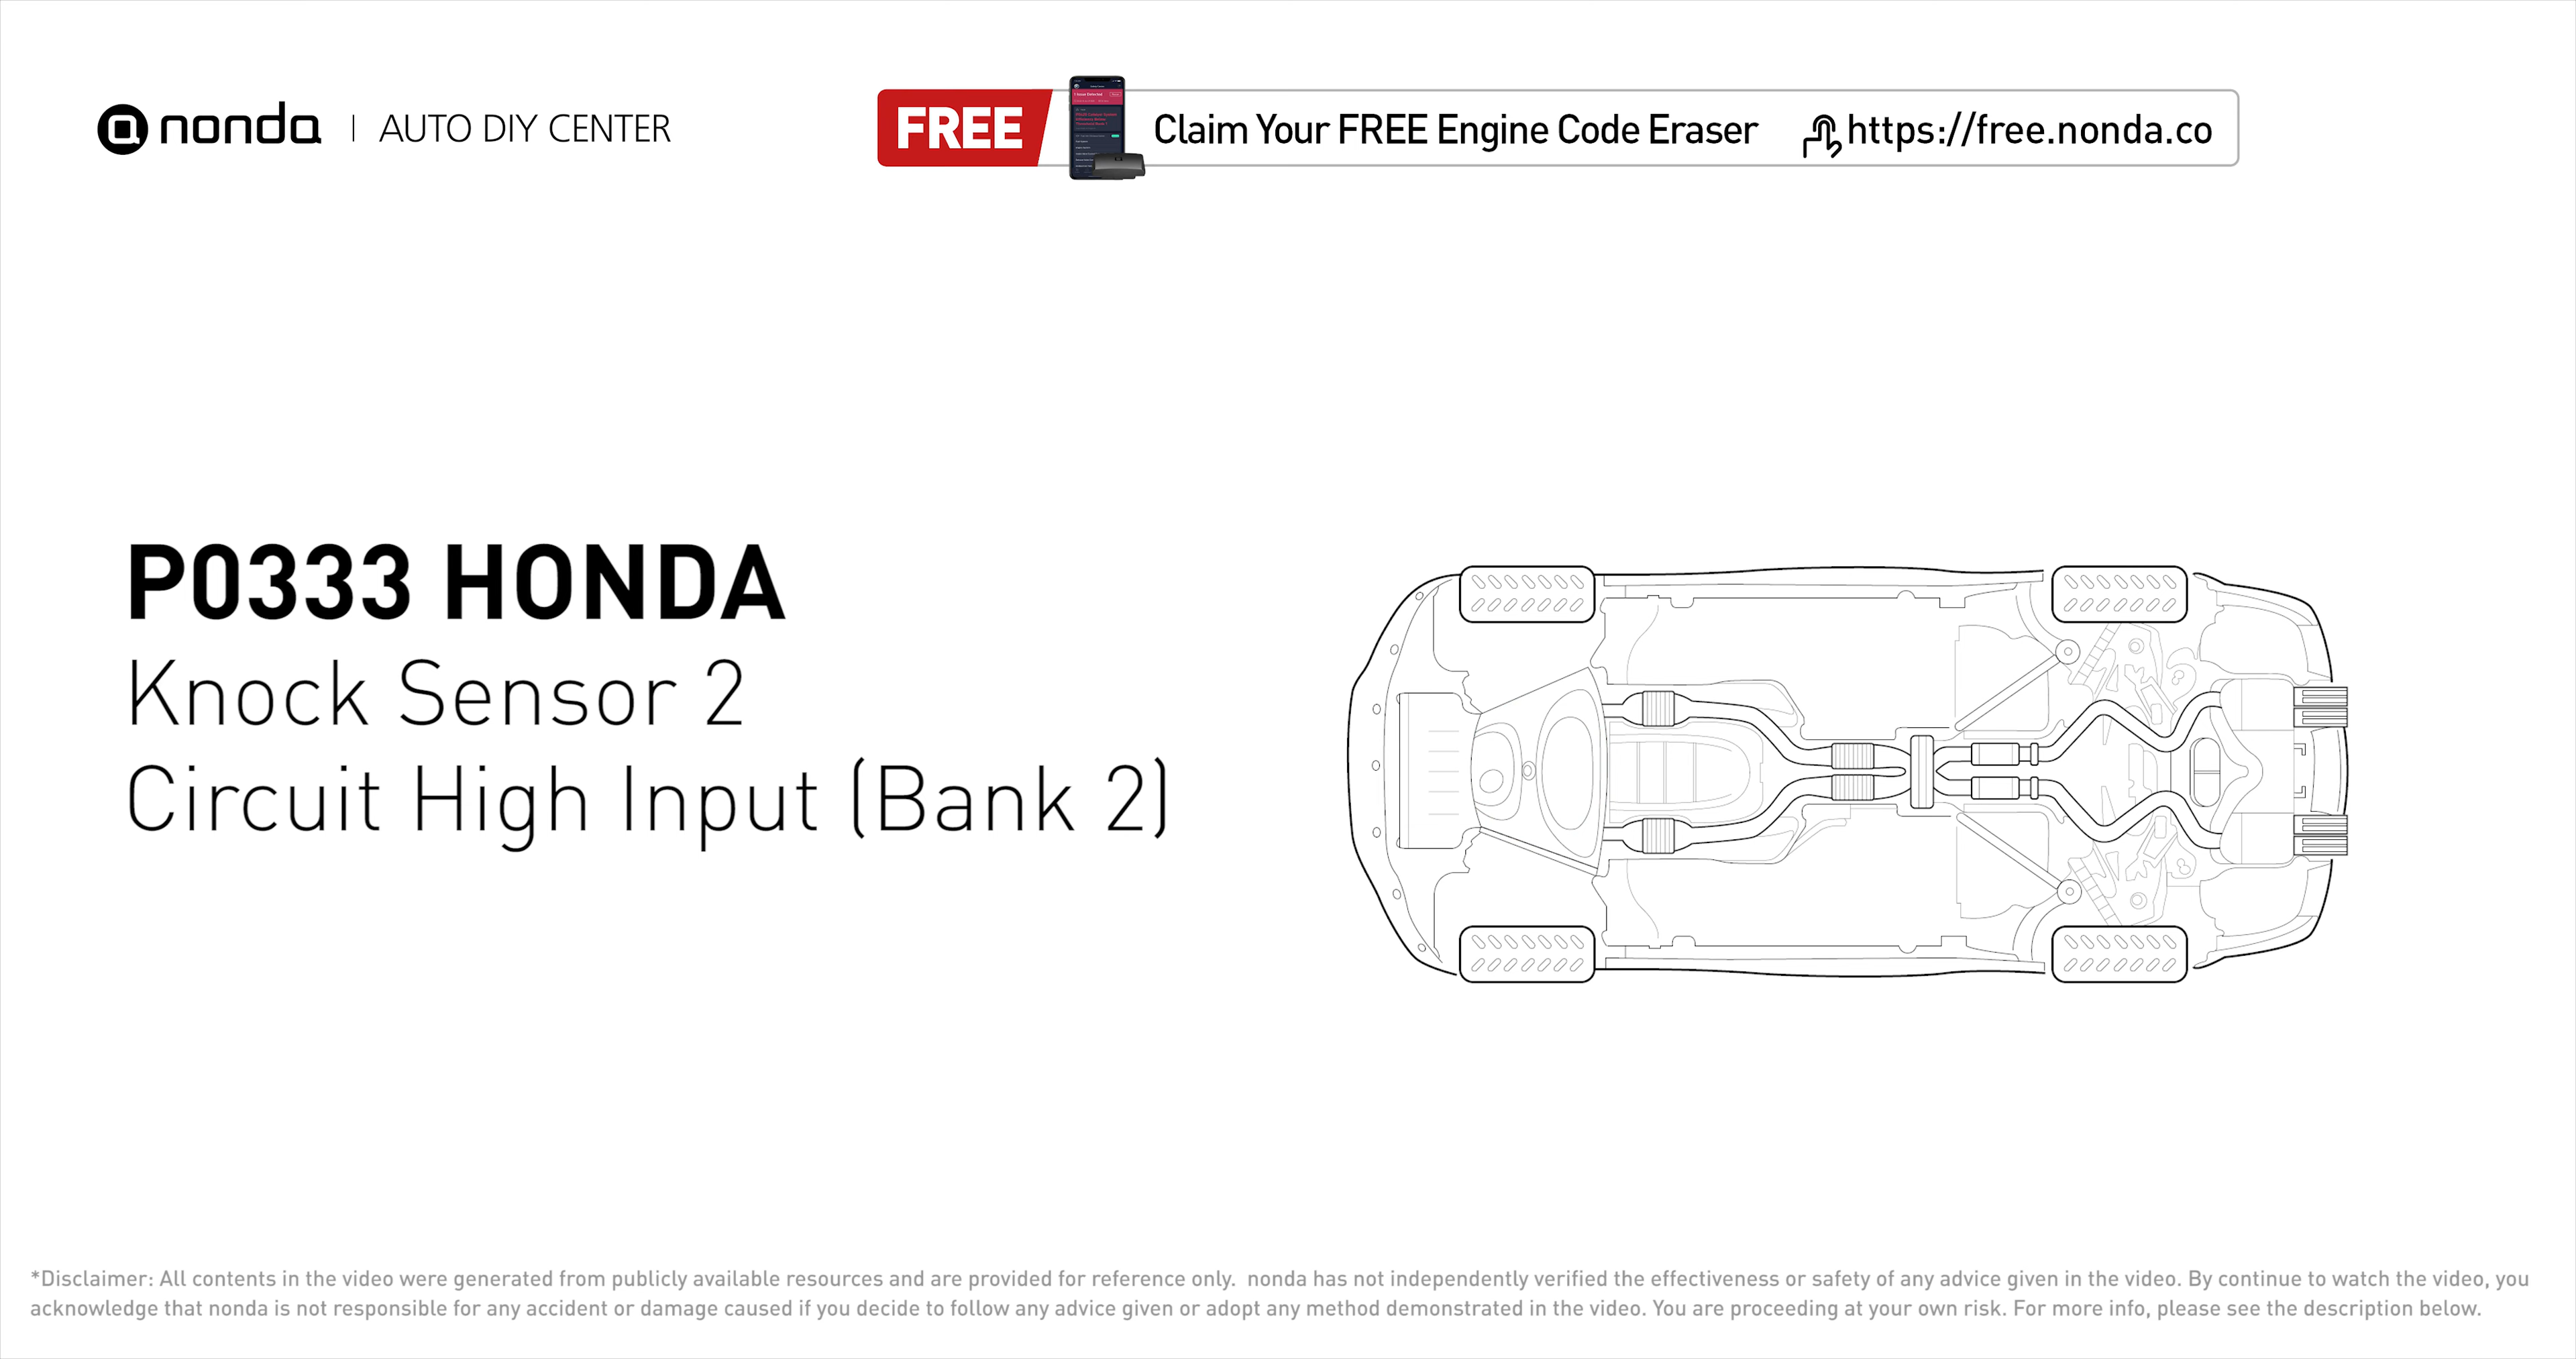 nonda | AUTO DIY CENTER
FREE Claim Your FREE Engine Code Eraser https://free.nonda.co
P0333 HONDA
Knock Sensor 2
Circuit High Input (Bank 2)
*Disclaimer: All contents in the video were generated from publicly available resources and are provided for reference only. nonda has not independently verified the effectiveness or safety of any advice given in the video. By continue to watch the video, you
acknowledge that nonda is not responsible for any accident or damage caused if you decide to follow any advice given or adopt any method demonstrated in the video. You are proceeding at your own risk. For more info, please see the description below.